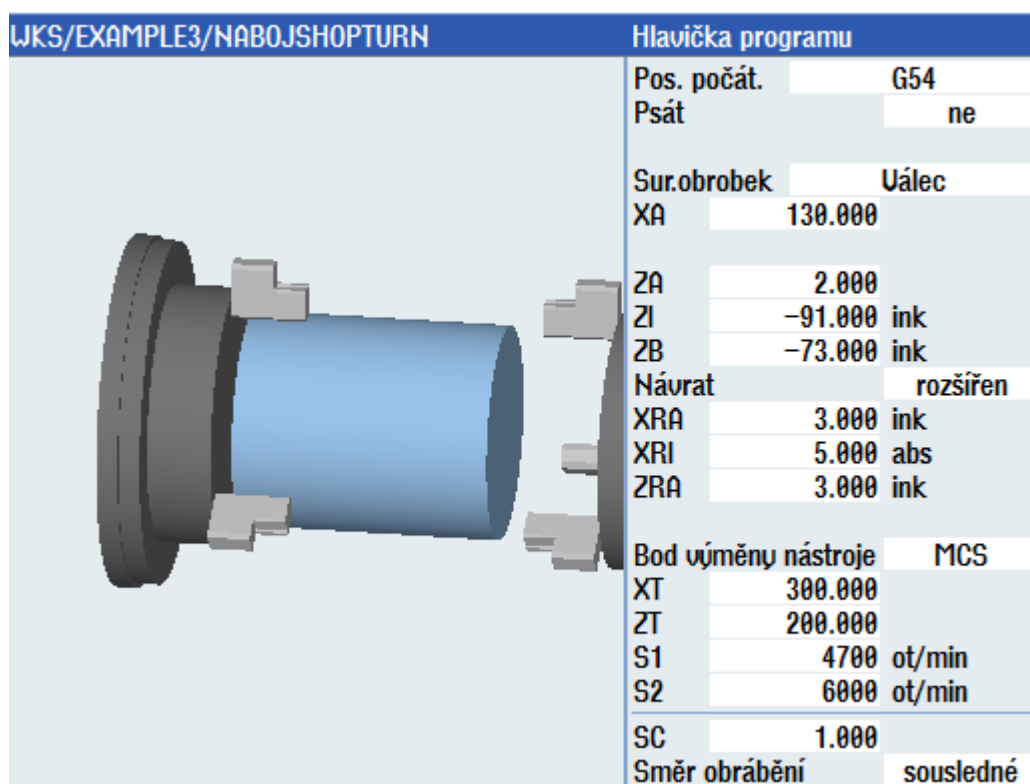 WKS/EXAMPLE3/NABOJSHOPTURN Hlavička programu
Pos. počát. G54
Psát ne
Sur.obrobek Válec
XA 130.000
ZA 2.000
ZI -91.000 ink
ZB -73.000 ink
Návrat rozšířen
XRA 3.000 ink
XRI 5.000 abs
ZRA 3.000 ink
Bod výměny nástroje MCS
XT 300.000
ZT 200.000
S1 4700 ot/min
S2 6000 ot/min
SC 1.000
Směr obrábění sousledné